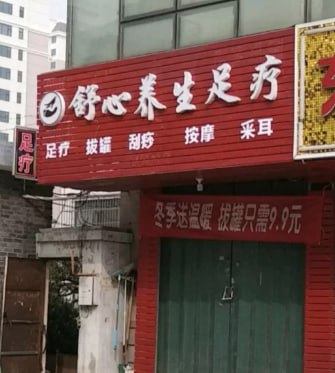 舒心养生足疗
足疗 拔罐 刮痧 按摩 采耳
足疗
冬季送温暖 拔罐只需9.9元